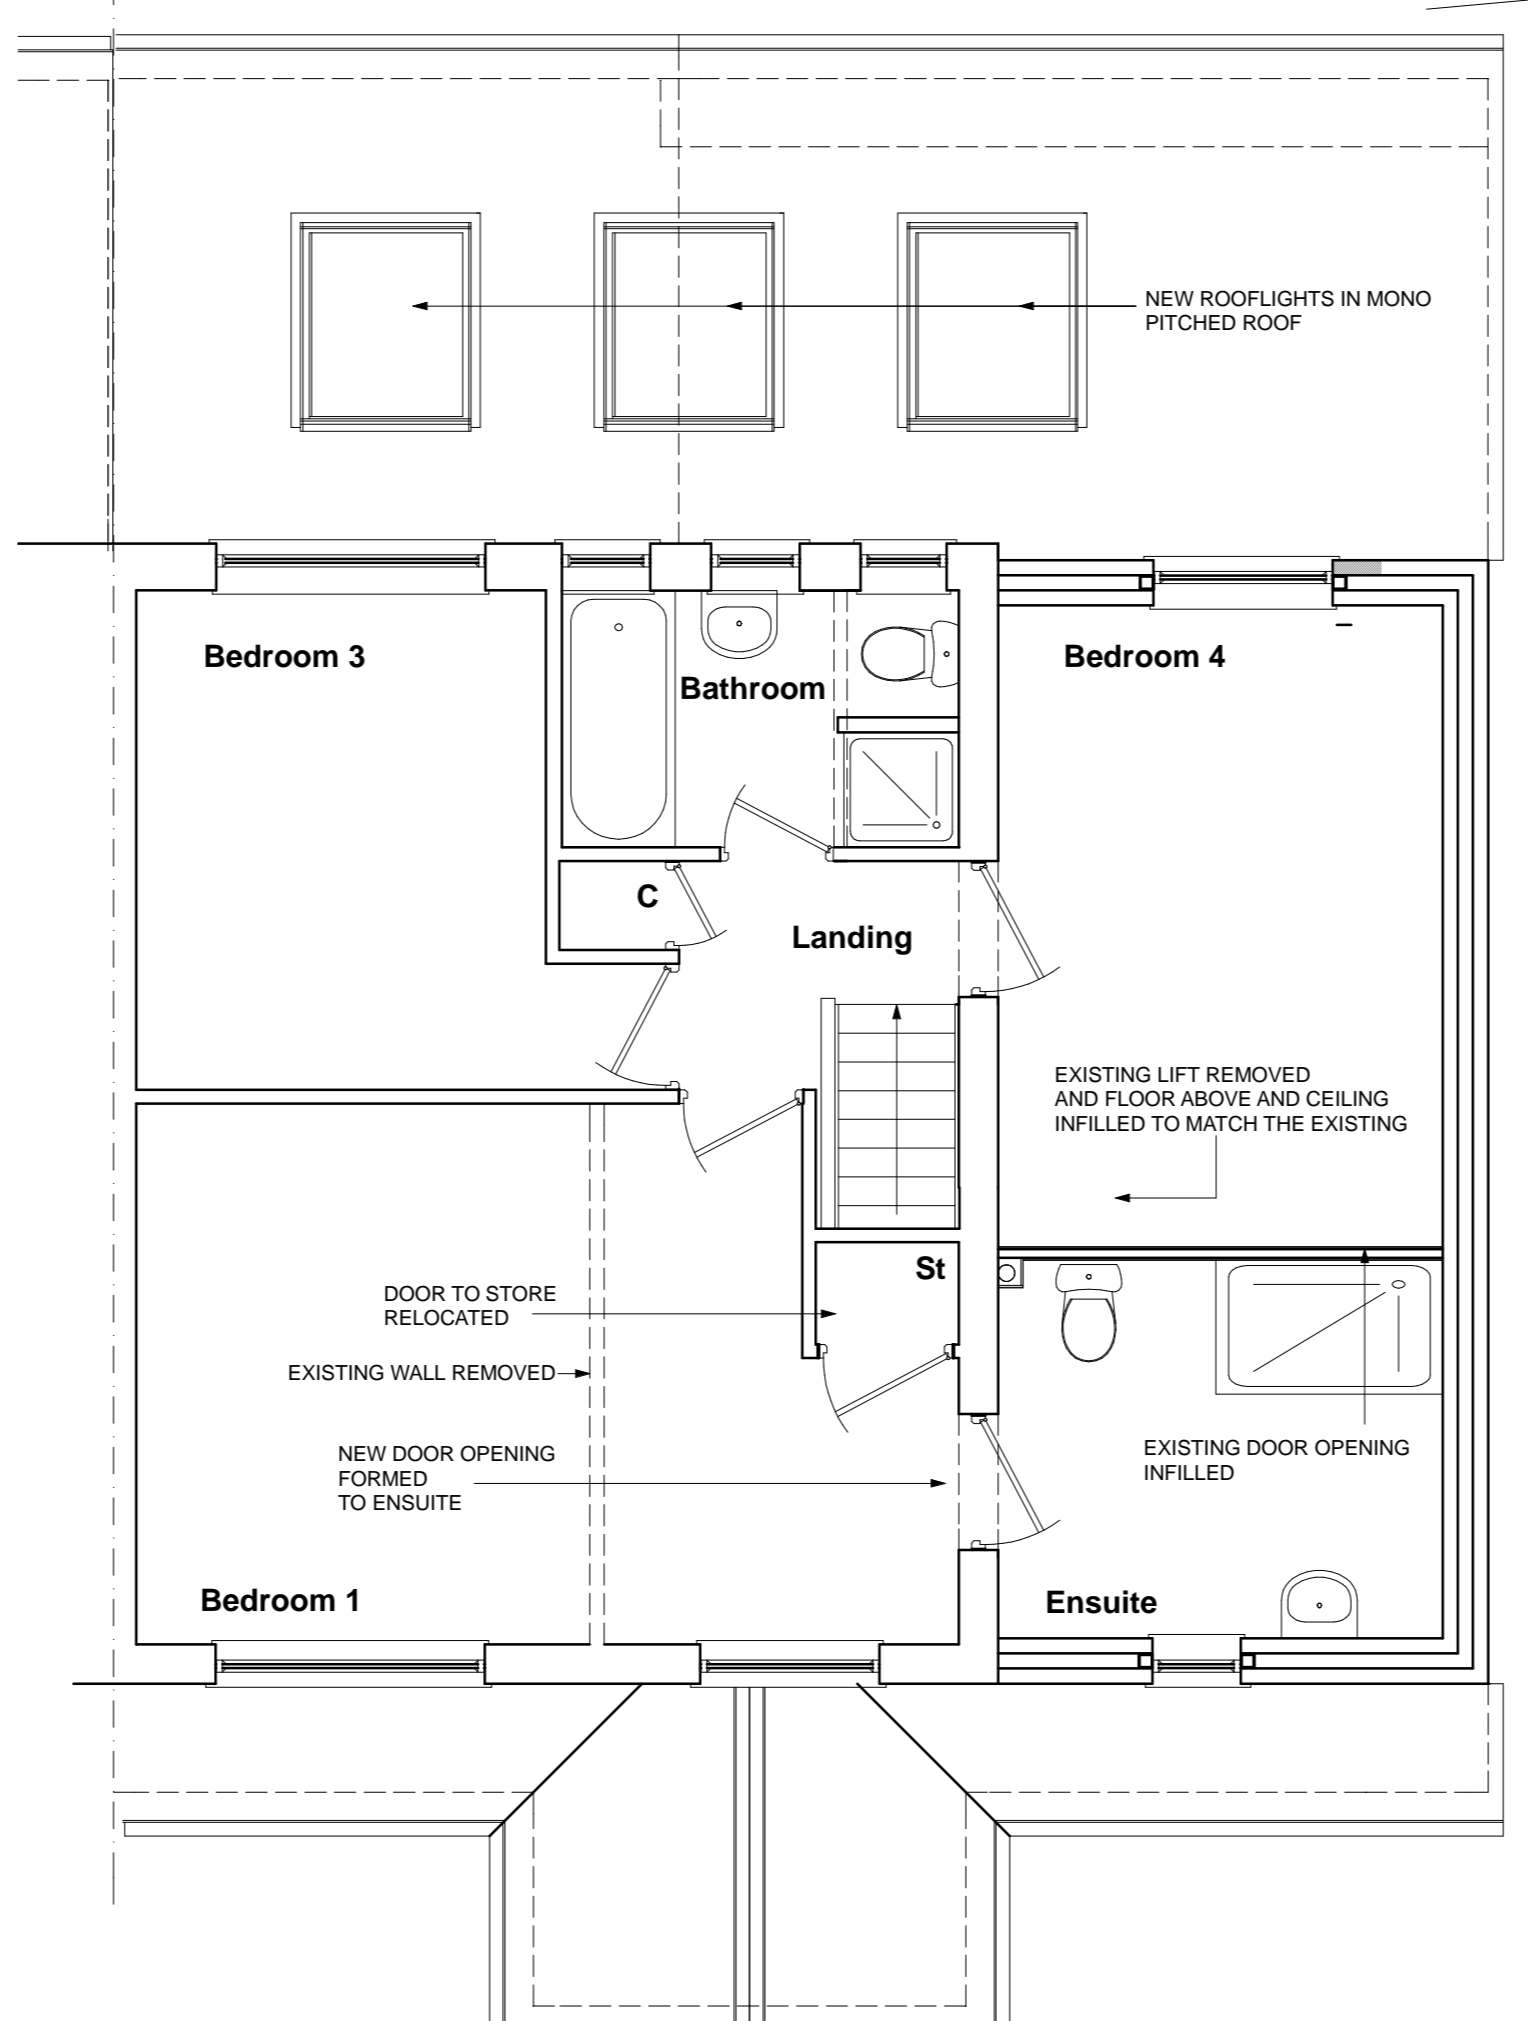 NEW ROOFLIGHTS IN MONO
PITCHED ROOF
Bedroom 3
Bathroom
Bedroom 4
C
Landing
EXISTING LIFT REMOVED
AND FLOOR ABOVE AND CEILING
INFILLED TO MATCH THE EXISTING
St
DOOR TO STORE
RELOCATED
EXISTING WALL REMOVED
NEW DOOR OPENING
FORMED
TO ENSUITE
EXISTING DOOR OPENING
INFILLED
Bedroom 1
Ensuite